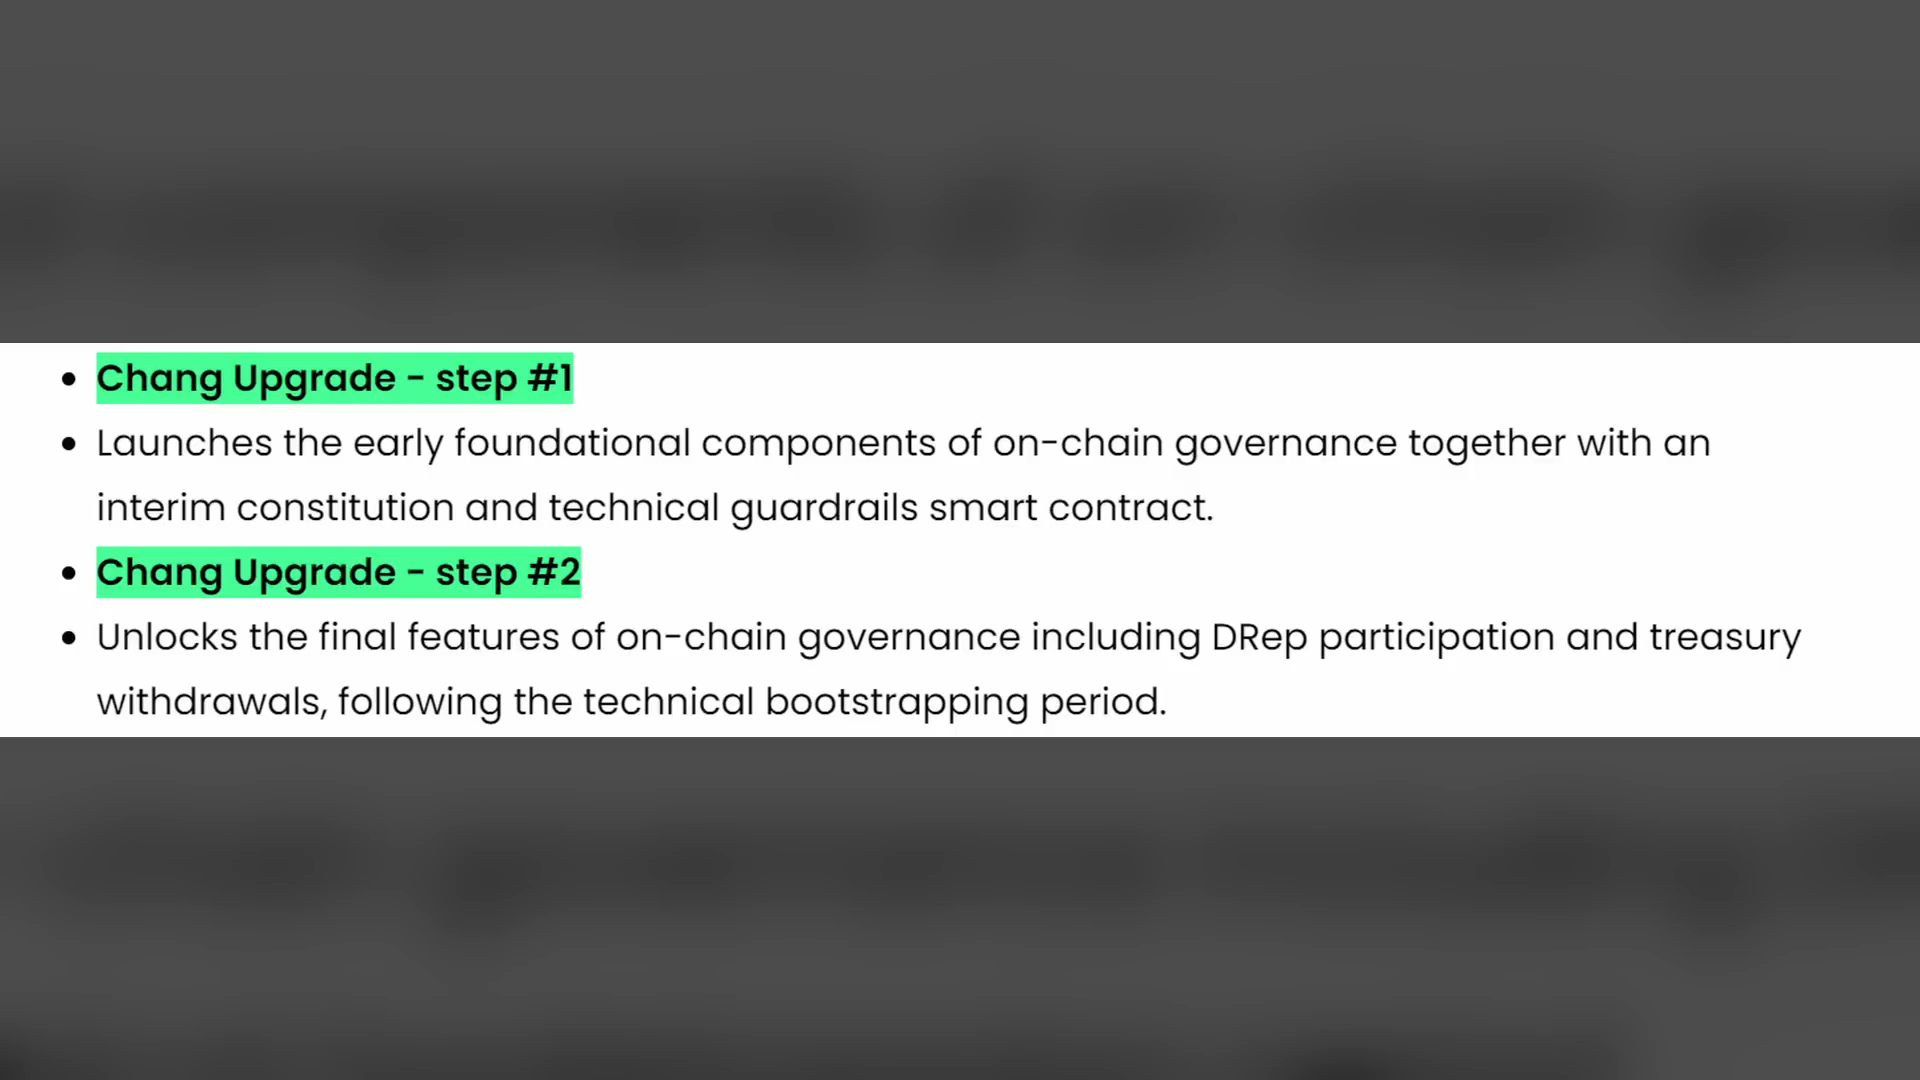 • Chang Upgrade - step #1
• Launches the early foundational components of on-chain governance together with an
interim constitution and technical guardrails smart contract.
• Chang Upgrade - step #2
• Unlocks the final features of on-chain governance including DRep participation and treasury
withdrawals, following the technical bootstrapping period.